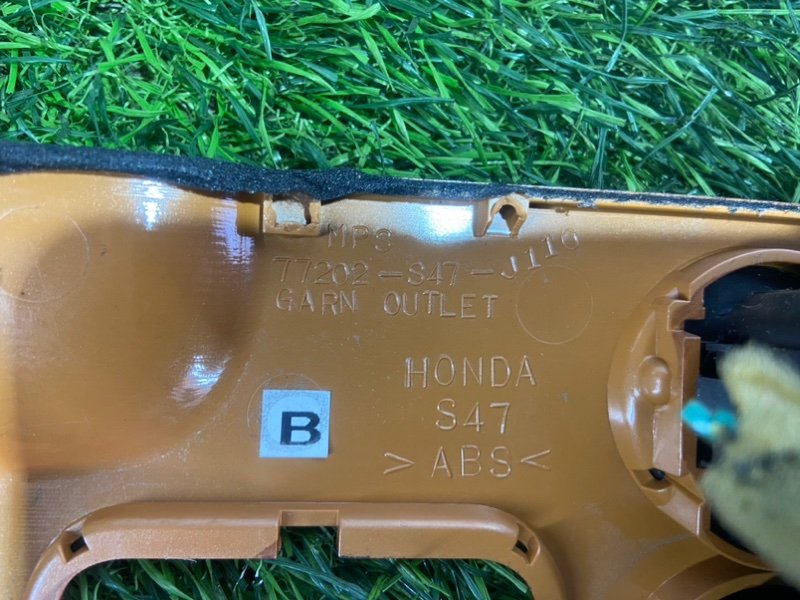 MPS
77202-S47-J110
GARN OUTLET
HONDA
S47
>ABS<
B